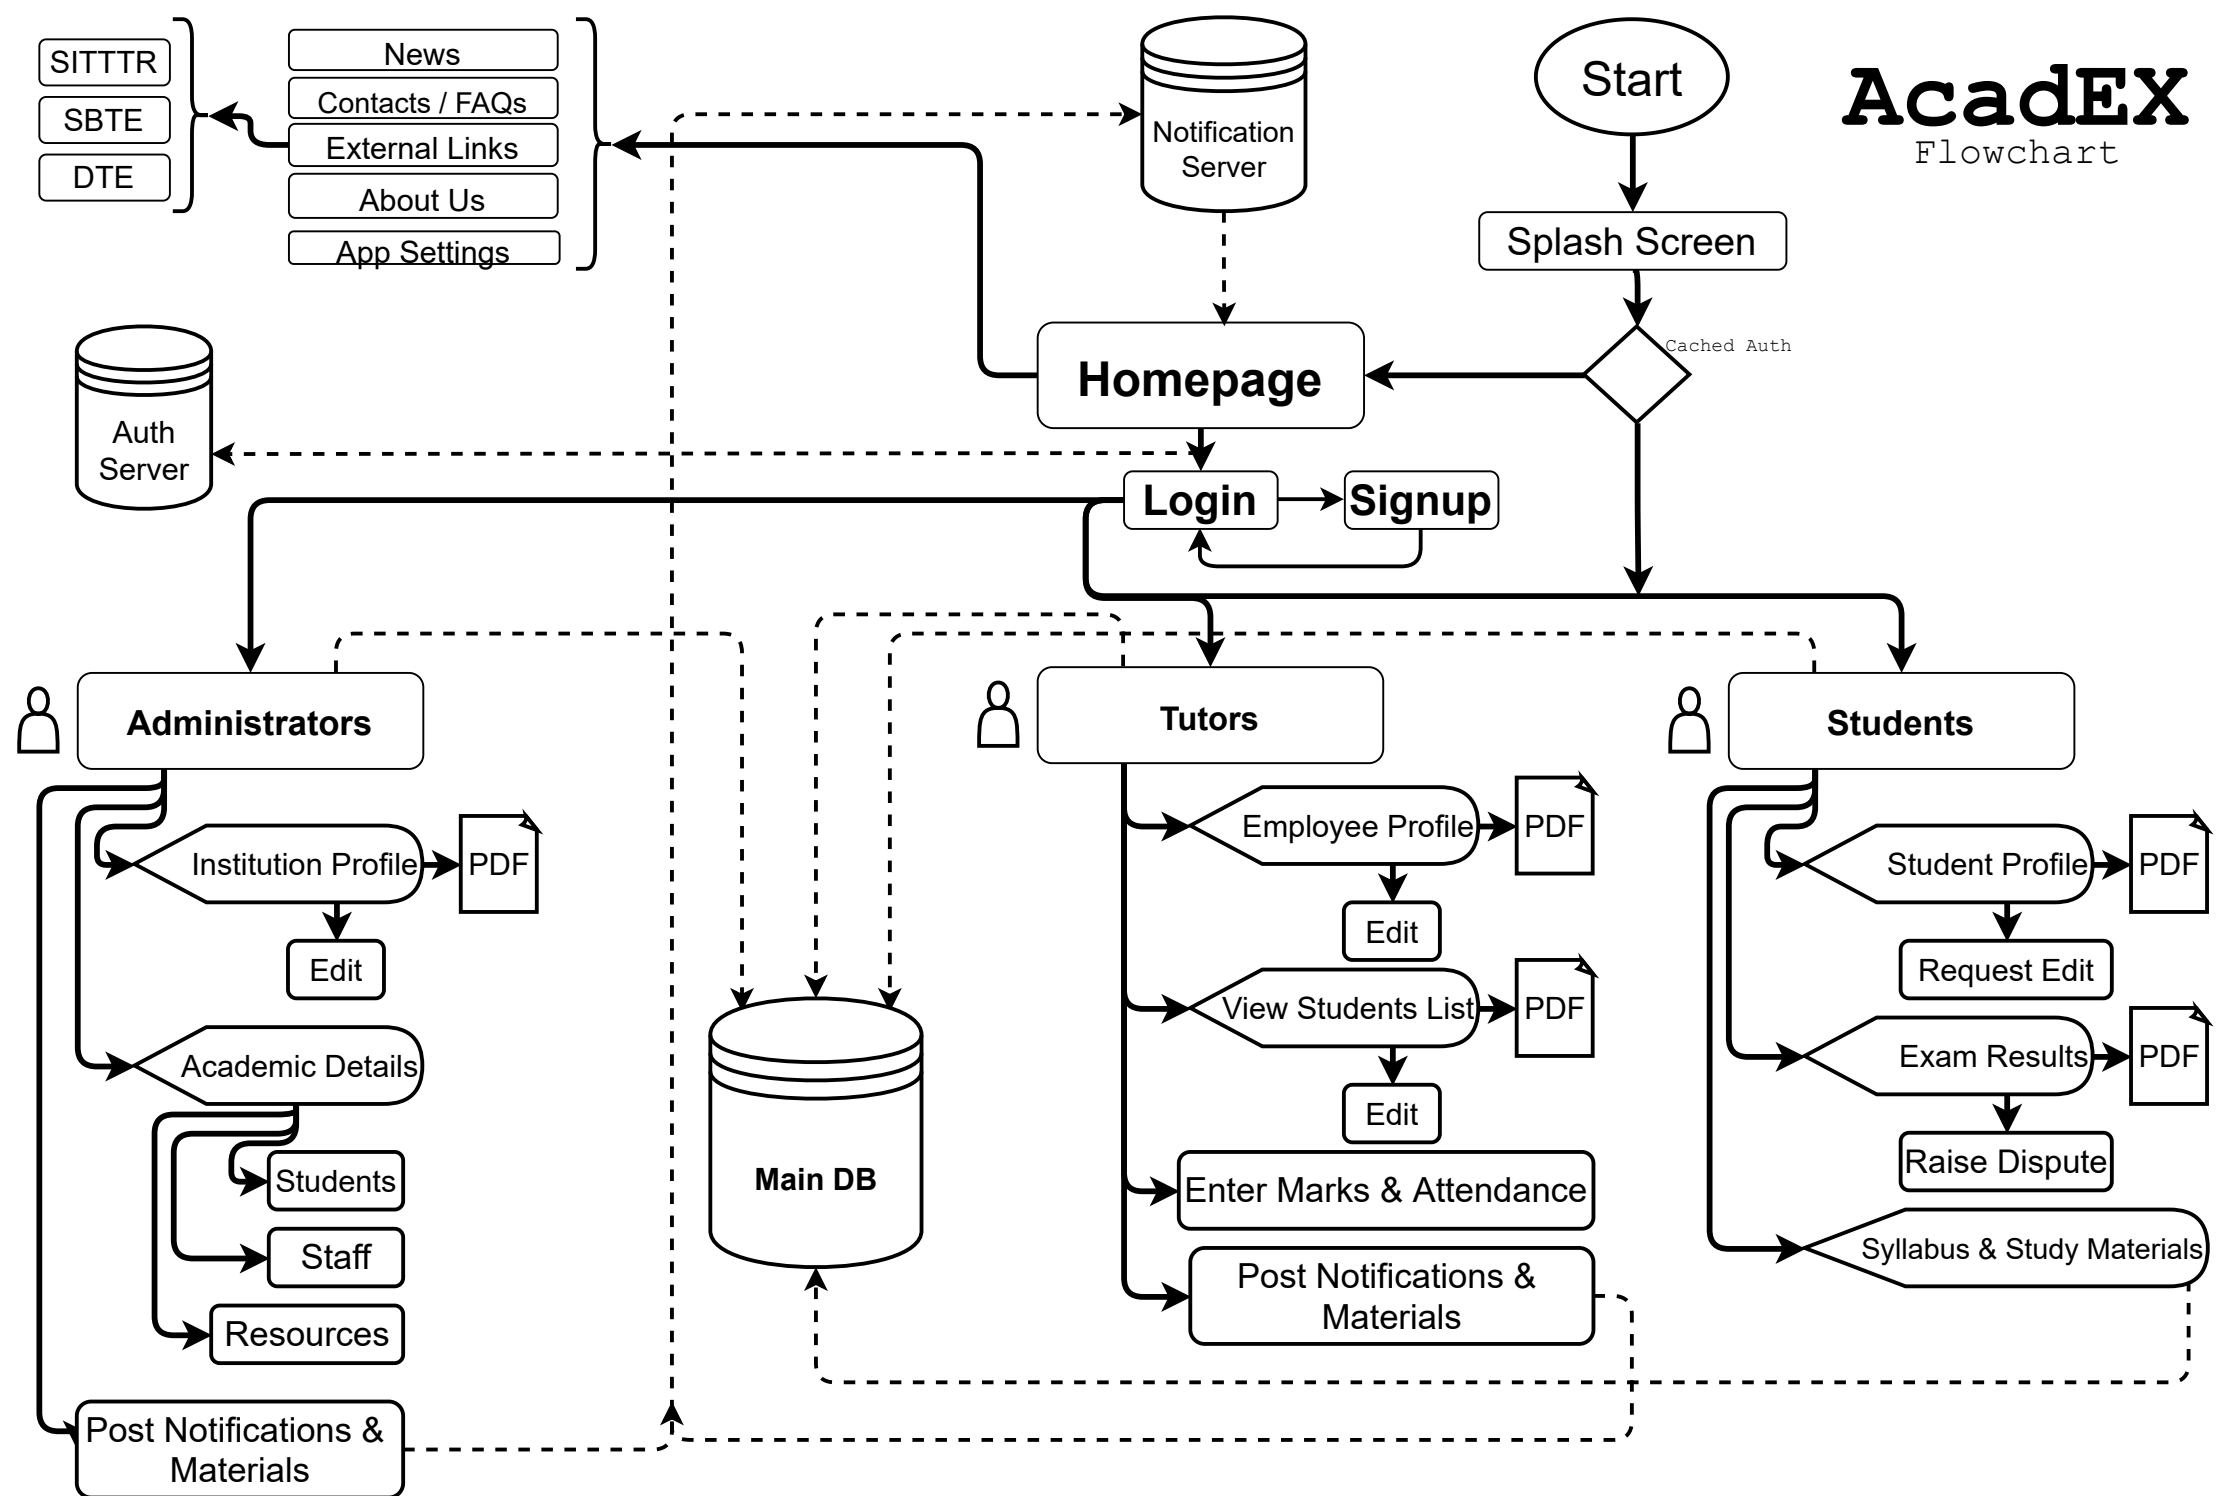 AcadEX
Flowchart
Start
Splash Screen
Cached Auth
Notification
Server
Homepage
News
Contacts / FAQs
External Links
About Us
App Settings
SITTTR
SBTE
DTE
Auth
Server
Login
Signup
Administrators
Institution Profile
PDF
Edit
Academic Details
Students
Staff
Resources
Post Notifications &
Materials
Main DB
Tutors
Employee Profile
PDF
Edit
View Students List
PDF
Edit
Enter Marks & Attendance
Post Notifications &
Materials
Students
Student Profile
PDF
Request Edit
Exam Results
PDF
Raise Dispute
Syllabus & Study Materials